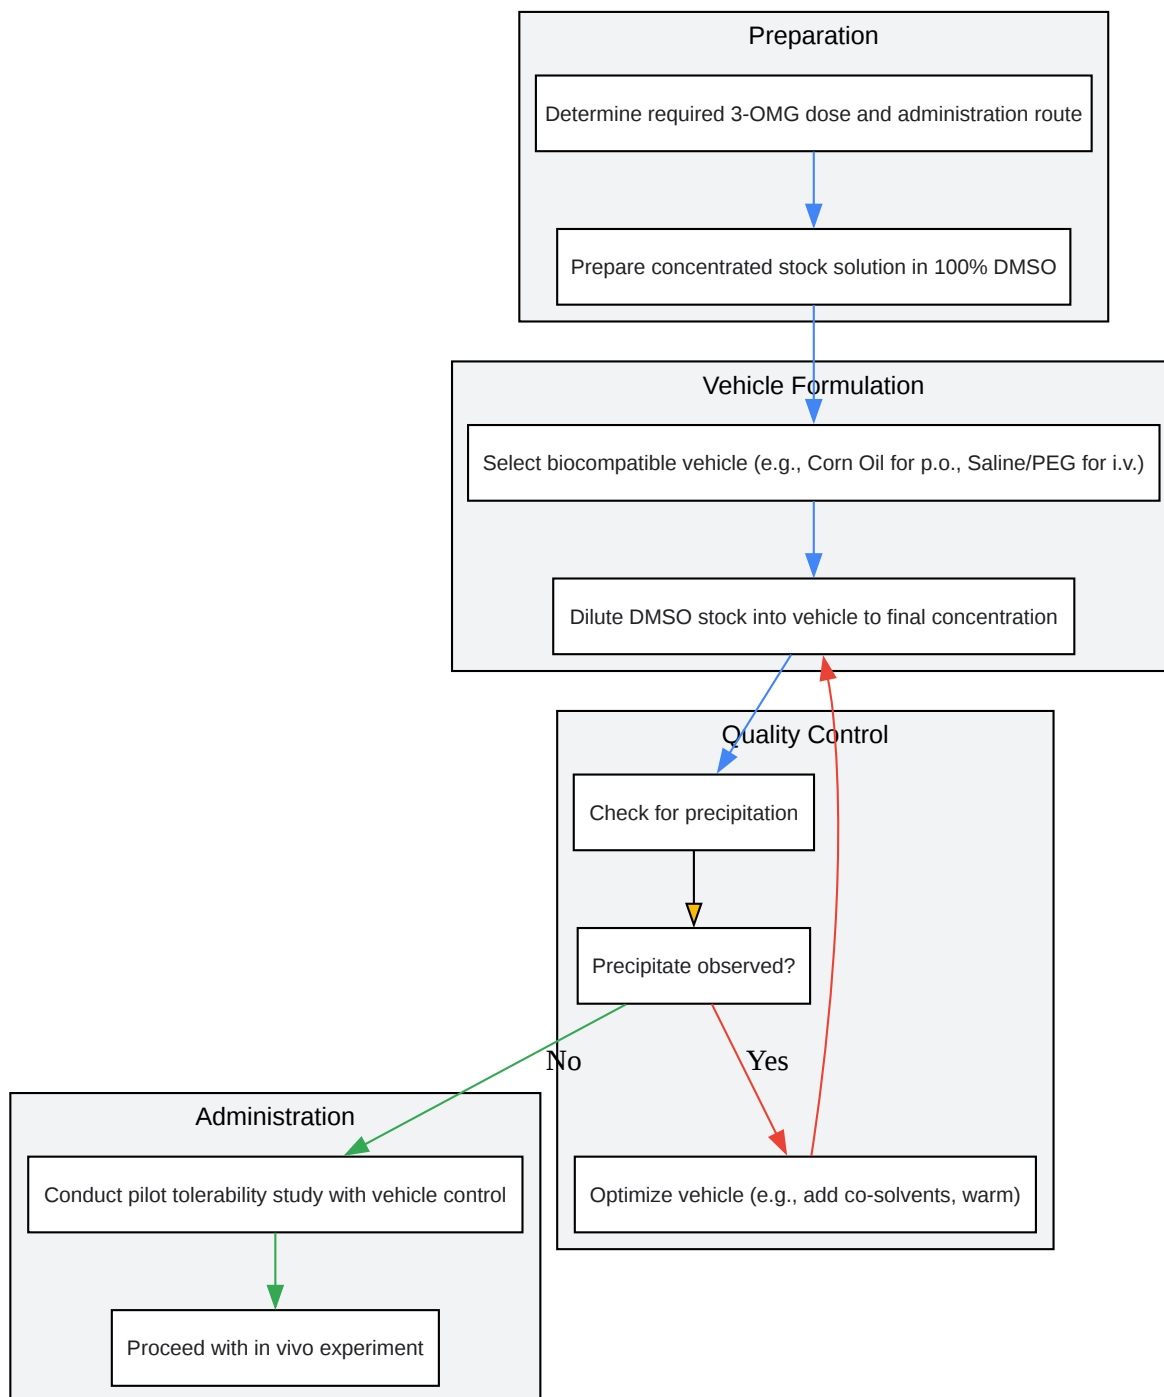 Preparation
Determine required 3-OMG dose and administration route
Prepare concentrated stock solution in 100% DMSO
Vehicle Formulation
Select biocompatible vehicle (e.g., Corn Oil for p.o., Saline/PEG for i.v.)
Dilute DMSO stock into vehicle to final concentration
Quality Control
Check for precipitation
Precipitate observed?
No
Yes
Administration
Conduct pilot tolerability study with vehicle control
Optimize vehicle (e.g., add co-solvents, warm)
Proceed with in vivo experiment